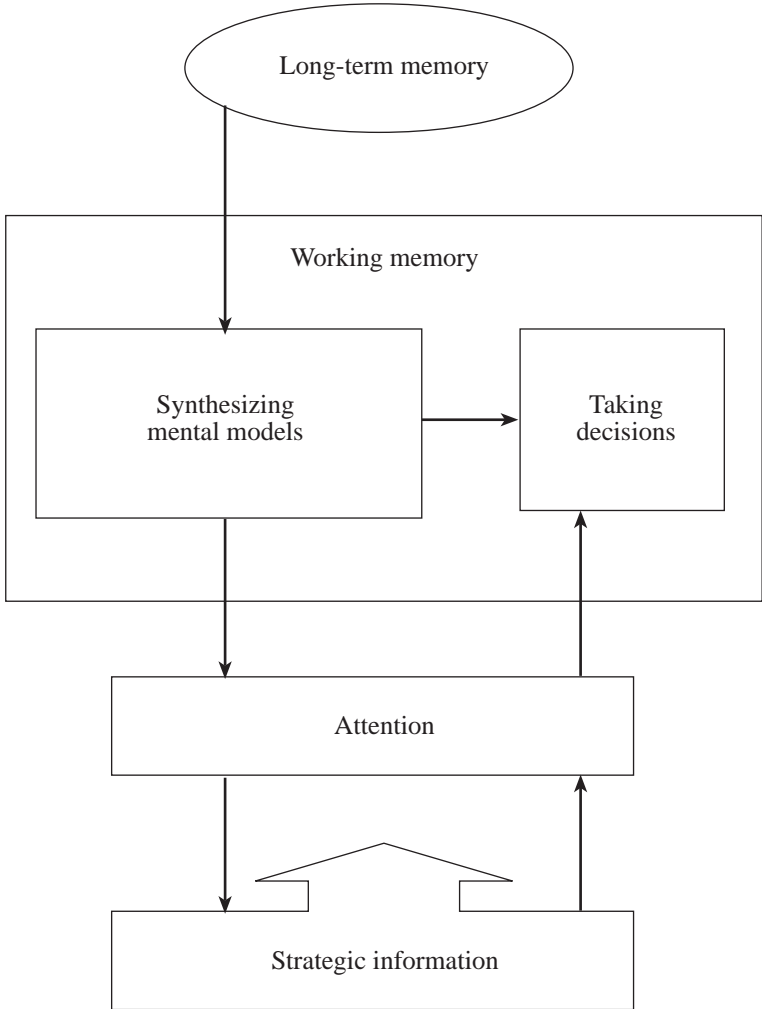 Long-term memory
Working memory
Synthesizing
mental models
Taking
decisions
Attention
Strategic information